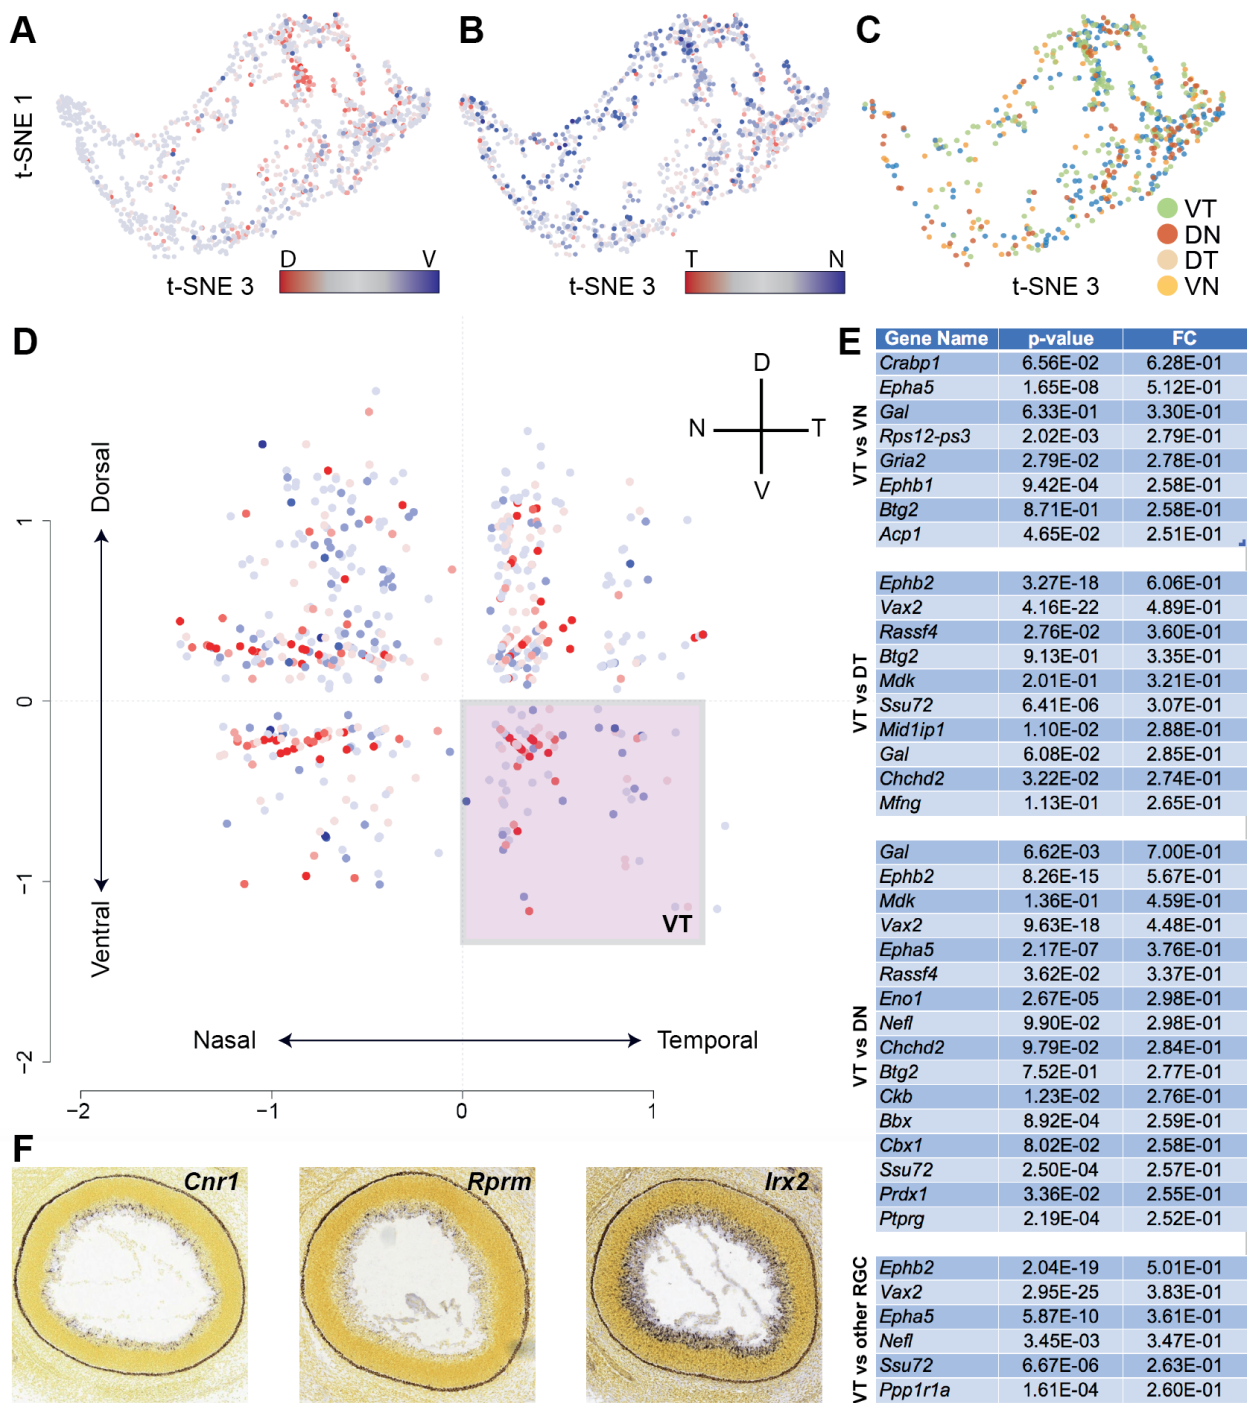 A
B
C
t-SNE 1
D V
t-SNE 3
T N
t-SNE 3
VT
DN
DT
VN
t-SNE 3
D
D
N T
V
Dorsal
Ventral
1
0
−1
−2
VT
Nasal Temporal
−2 −1 0 1
E
Gene Name p-value FC
VT vs VN
Crabp1 6.56E-02 6.28E-01
Epha5 1.65E-08 5.12E-01
Gal 6.33E-01 3.30E-01
Rps12-ps3 2.02E-03 2.79E-01
Gria2 2.79E-02 2.78E-01
Ephb1 9.42E-04 2.58E-01
Btg2 8.71E-01 2.58E-01
Acp1 4.65E-02 2.51E-01
VT vs DT
Ephb2 3.27E-18 6.06E-01
Vax2 4.16E-22 4.89E-01
Rassf4 2.76E-02 3.60E-01
Btg2 9.13E-01 3.35E-01
Mdk 2.01E-01 3.21E-01
Ssu72 6.41E-06 3.07E-01
Mid1ip1 1.10E-02 2.88E-01
Gal 6.08E-02 2.85E-01
Chchd2 3.22E-02 2.74E-01
Mfng 1.13E-01 2.65E-01
VT vs DN
Gal 6.62E-03 7.00E-01
Ephb2 8.26E-15 5.67E-01
Mdk 1.36E-01 4.59E-01
Vax2 9.63E-18 4.48E-01
Epha5 2.17E-07 3.76E-01
Rassf4 3.62E-02 3.37E-01
Eno1 2.67E-05 2.98E-01
Nefl 9.90E-02 2.98E-01
Chchd2 9.79E-02 2.84E-01
Btg2 7.52E-01 2.77E-01
Ckb 1.23E-02 2.76E-01
Bbx 8.92E-04 2.59E-01
Cbx1 8.02E-02 2.58E-01
Ssu72 2.50E-04 2.57E-01
Prdx1 3.36E-02 2.55E-01
Ptprg 2.19E-04 2.52E-01
VT vs other RGC
Ephb2 2.04E-19 5.01E-01
Vax2 2.95E-25 3.83E-01
Epha5 5.87E-10 3.61E-01
Nefl 3.45E-03 3.47E-01
Ssu72 6.67E-06 2.63E-01
Ppp1r1a 1.61E-04 2.60E-01
F
Cnr1
Rprm
Irx2